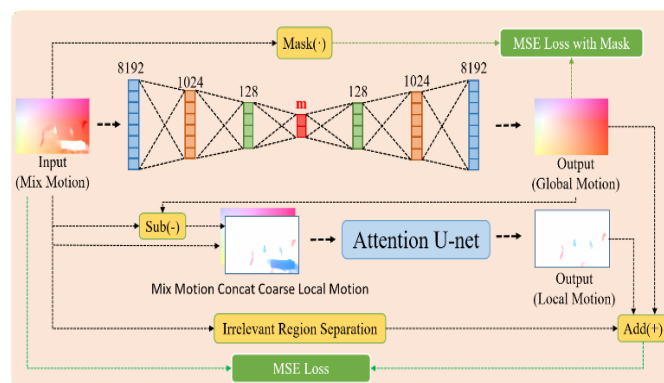 Mask(·)
MSE Loss with Mask
8192
1024
128
m
128
1024
8192
Input
(Mix Motion)
Output
(Global Motion)
Sub(-)
Attention U-net
Mix Motion Concat Coarse Local Motion
Output
(Local Motion)
Irrelevant Region Separation
Add(+)
MSE Loss